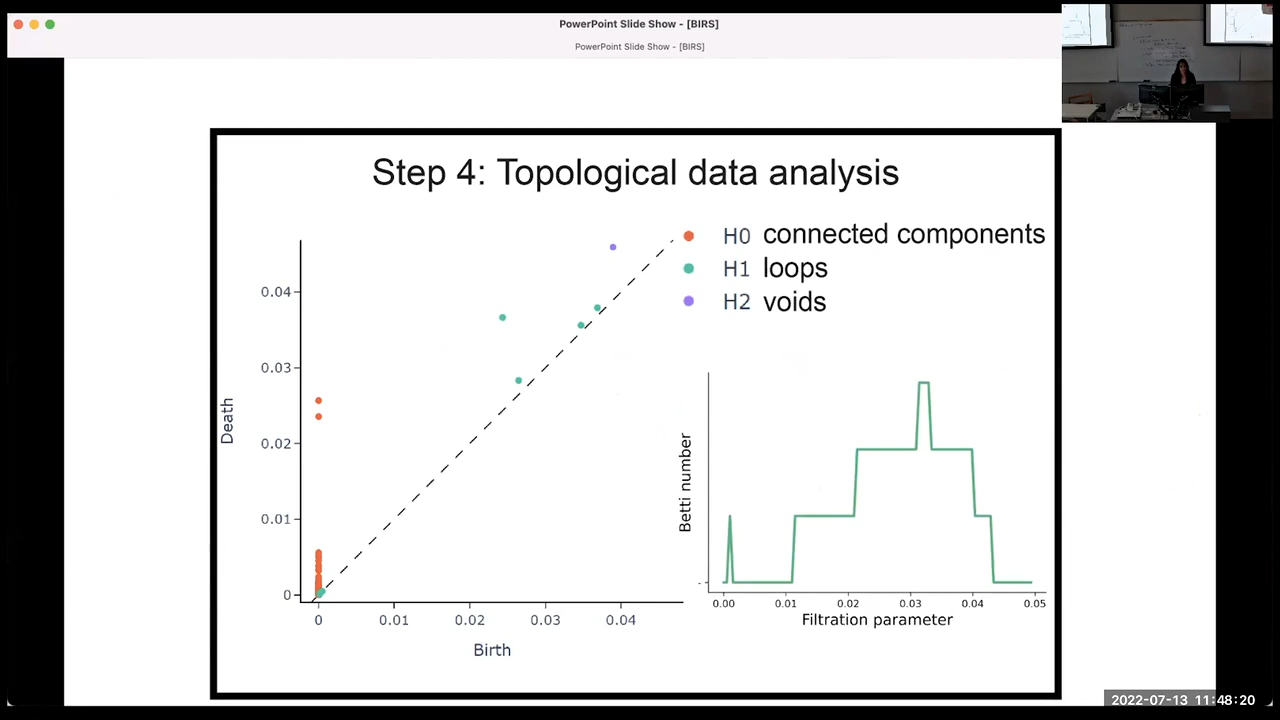 PowerPoint Slide Show - [BIRS]
PowerPoint Slide Show - [BIRS]
Step 4: Topological data analysis
H0 connected components
H1 loops
H2 voids
0.04
0.03
0.02
0.01
0
Death
0
0.01
0.02
0.03
0.04
Birth
Betti number
0.00
0.01
0.02
0.03
0.04
0.05
Filtration parameter
2022-07-13 11:48:20